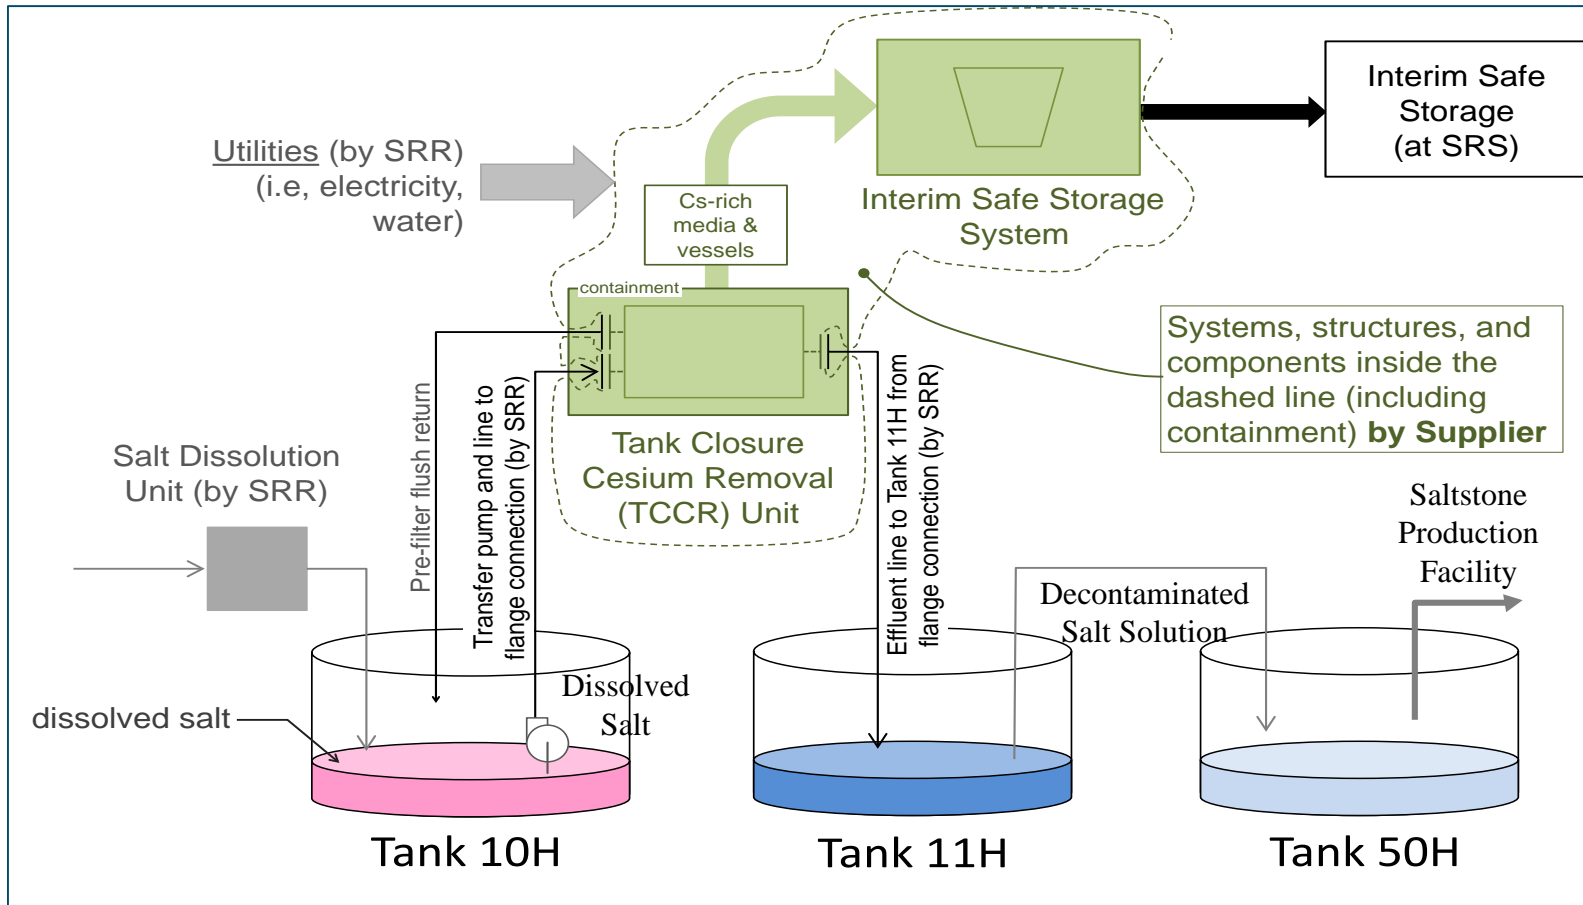 Interim Safe
Storage
(at SRS)
Utilities (by SRR)
(i.e, electricity,
water)
Cs-rich
media &
vessels
Interim Safe Storage
System
containment
Systems, structures, and
components inside the
dashed line (including
containment) by Supplier
Tank Closure
Cesium Removal
(TCCR) Unit
Pre-filter flush return
Transfer pump and line to
flange connection (by SRR)
Effluent line to Tank 11H from
flange connection (by SRR)
Salt Dissolution
Unit (by SRR)
Saltstone
Production
Facility
Decontaminated
Salt Solution
Dissolved
Salt
dissolved salt
Tank 10H
Tank 11H
Tank 50H